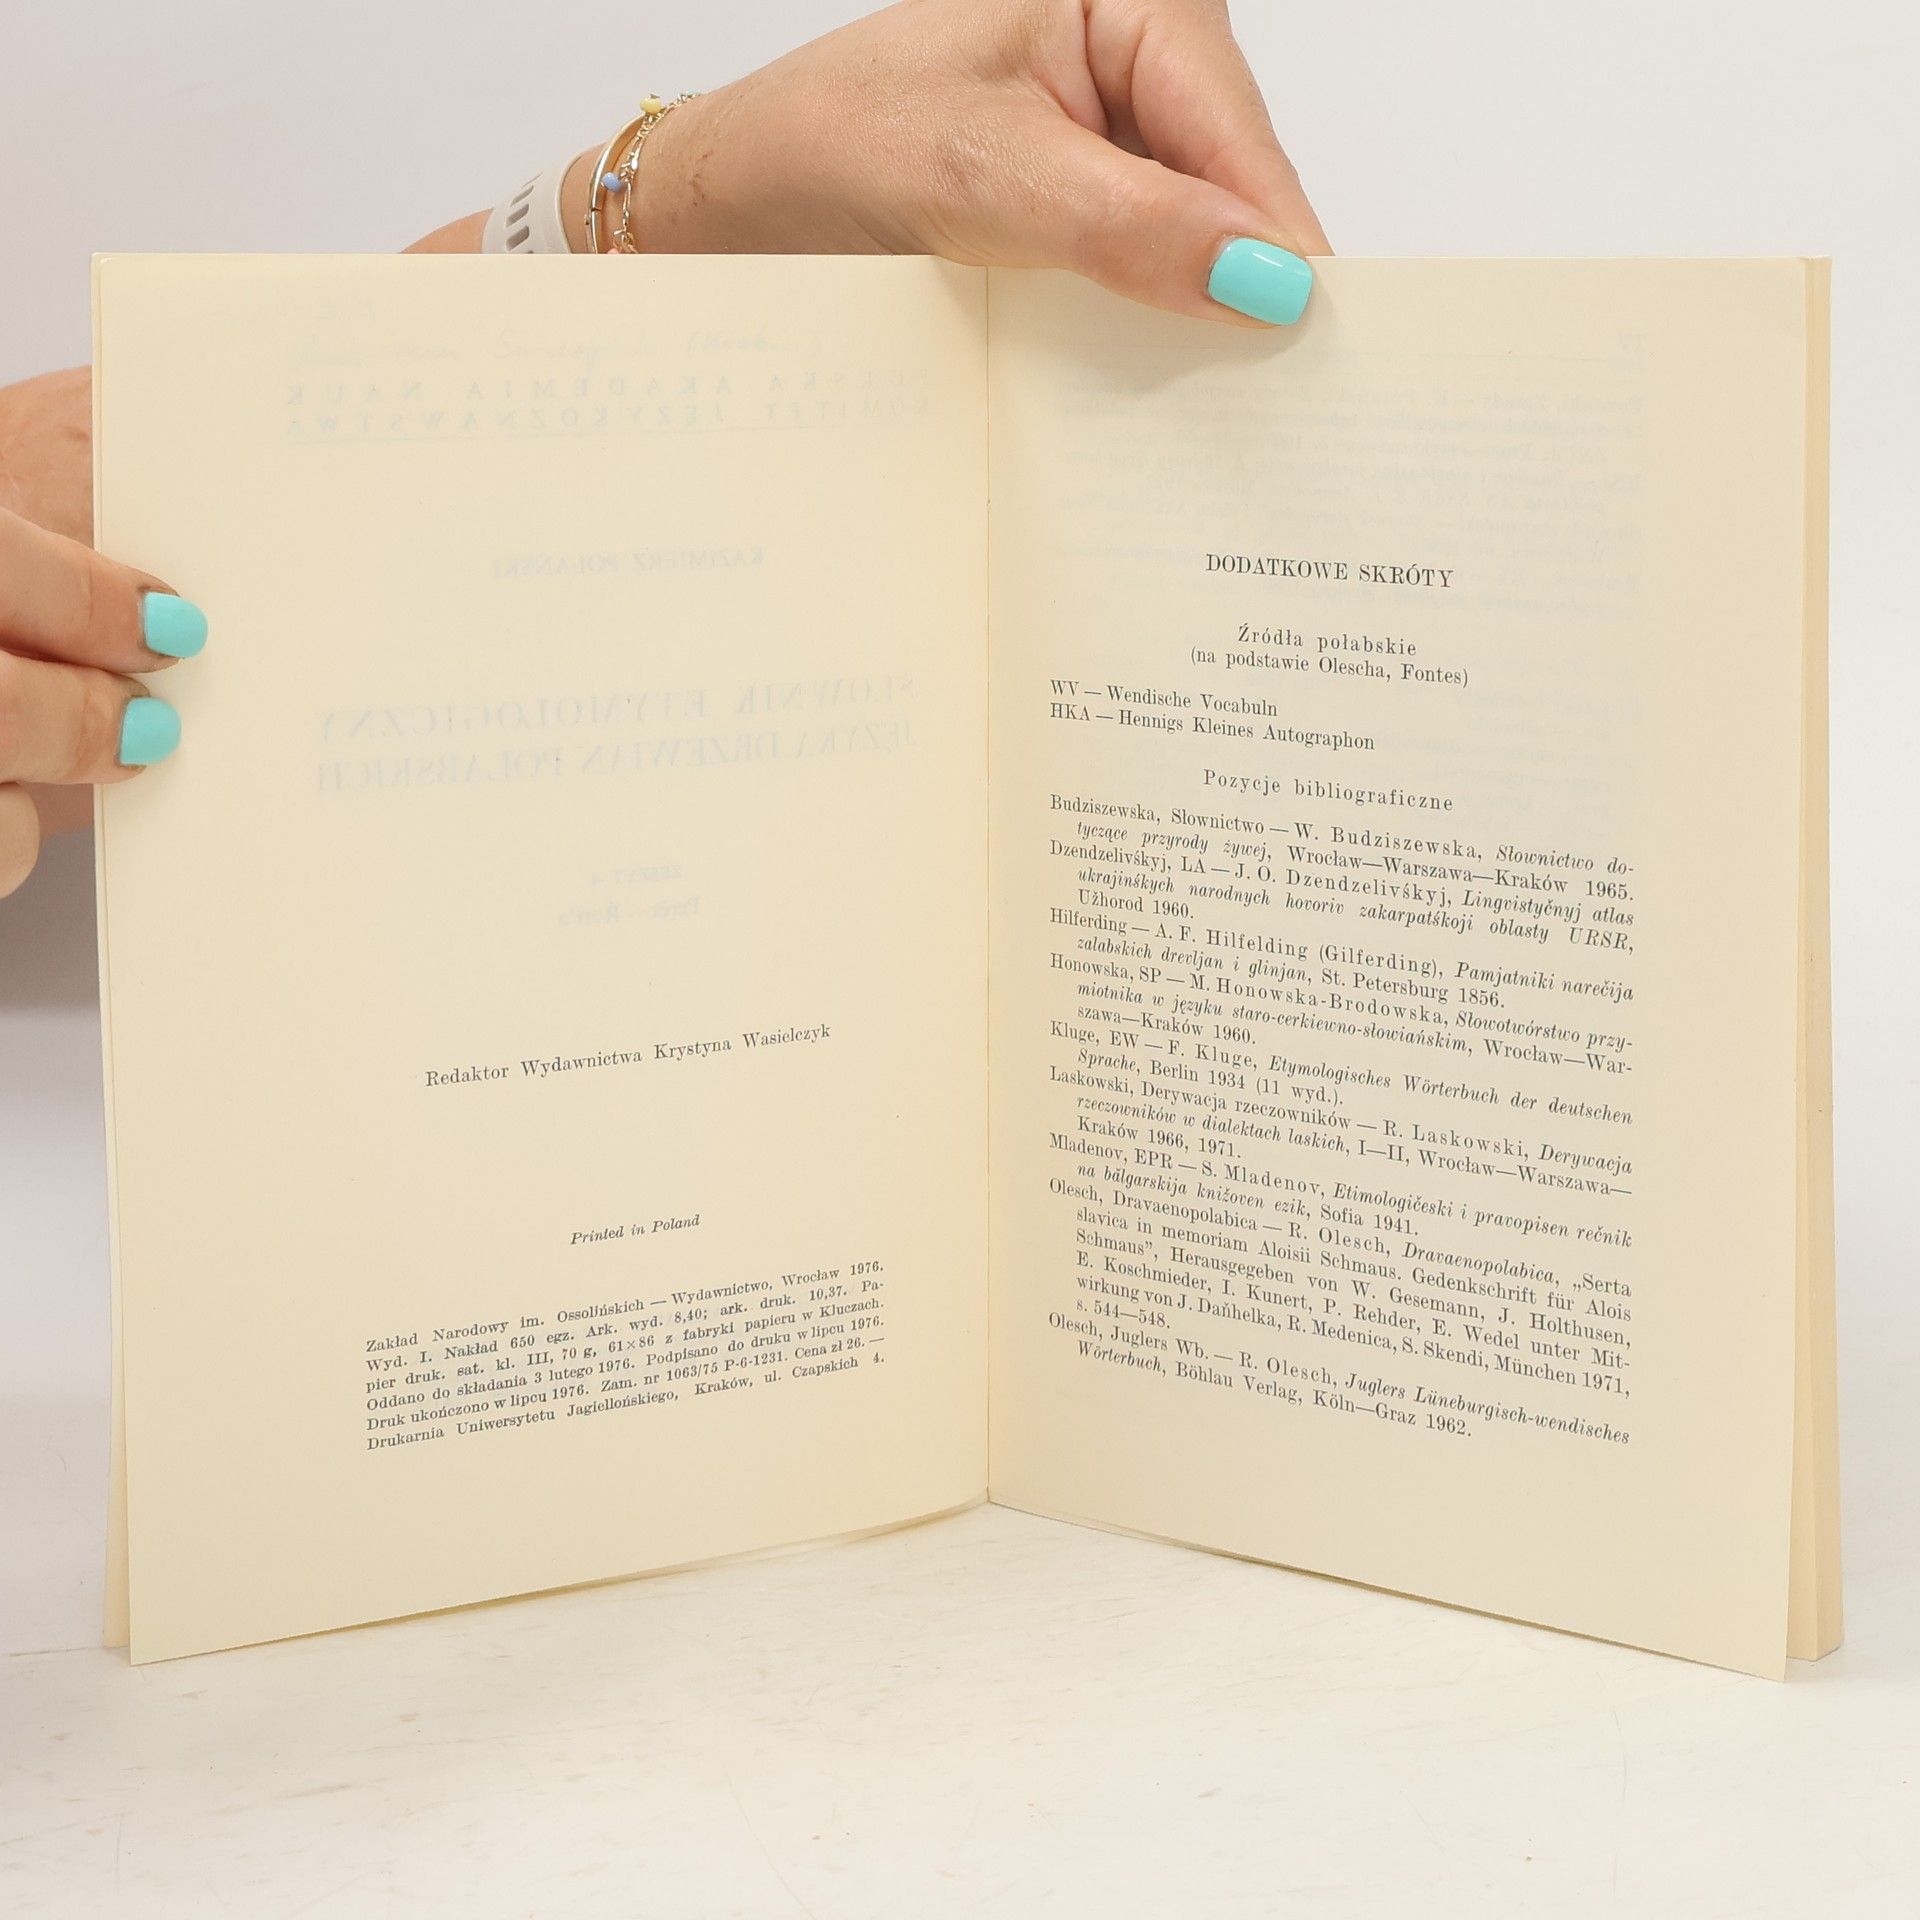 Redaktor Wydawnictwa Krystyna Wasielczyk
Printed in Poland
Zakład Narodowy im. Ossolińskich — Wydawnictwo, Wrocław 1976.
Wyd. I. Nakład 650 egz. Ark. wyd. 8,40; ark. druk. 10,37. Pa-
pier druk. sat. kl. III, 70 g, 61×86 z fabryki papieru w Kluczach.
Oddano do składania 3 lutego 1976. Podpisano do druku w lipcu 1976.
Druk ukończono w lipcu 1976. Zam. nr 1063/75 P-6-1231. Cena zł 26. —
Drukarnia Uniwersytetu Jagiellońskiego, Kraków, ul. Czapskich 4.
DODATKOWE SKRÓTY
Źródła połabskie
(na podstawie Olescha, Fontes)
WV — Wendische Vocabuln
HKA — Hennigs Kleines Autographon
Pozycje bibliograficzne
Budziszewska, Słownictwo — W. Budziszewska, Słownictwo do-
tyczące przyrody żywej, Wrocław—Warszawa—Kraków 1965.
Dzendzelivśkyj, LA — J. O. Dzendzelivśkyj, Lingvistyčnyj atlas
ukrajinśkych narodnych hovoriv zakarpatśkoji oblasty URSR,
Užhorod 1960.
Hilferding — A. F. Hilfelding (Gilferding), Pamjatniki narečija
zalabskich drevljan i glinjan, St. Petersburg 1856.
Honowska, SP — M. Honowska-Brodowska, Słowotwórstwo przy-
miotnika w języku staro-cerkiewno-słowiańskim, Wrocław—War-
szawa—Kraków 1960.
Kluge, EW — F. Kluge, Etymologisches Wörterbuch der deutschen
Sprache, Berlin 1934 (11 wyd.).
Laskowski, Derywacja rzeczowników — R. Laskowski, Derywacja
rzeczowników w dialektach laskich, I—II, Wrocław—Warszawa—
Kraków 1966, 1971.
Mladenov, EPR — S. Mladenov, Etimologičeski i pravopisen rečnik
na bălgarskija knižoven ezik, Sofia 1941.
Olesch, Dravaenopolabica — R. Olesch, Dravaenopolabica, „Serta
slavica in memoriam Aloisii Schmaus. Gedenkschrift für Alois
Schmaus”, Herausgegeben von W. Gesemann, J. Holthusen,
E. Koschmieder, I. Kunert, P. Rehder, E. Wedel unter Mit-
wirkung von J. Daňhelka, R. Medenica, S. Skendi, München 1971,
s. 544—548.
Olesch, Juglers Wb. — R. Olesch, Juglers Lüneburgisch-wendisches
Wörterbuch, Böhlau Verlag, Köln—Graz 1962.